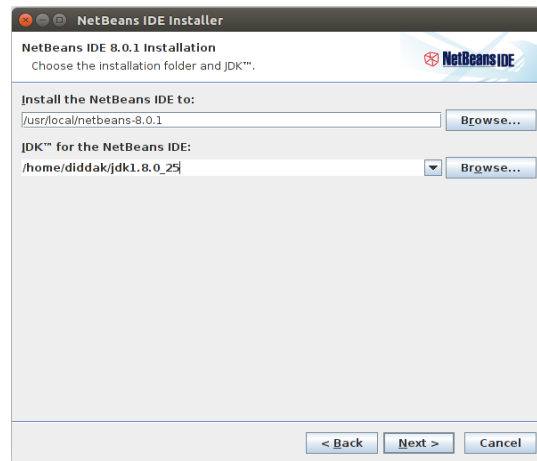 NetBeans IDE Installer
NetBeans IDE 8.0.1 Installation
Choose the installation folder and JDK™.
NetBeans IDE
Install the NetBeans IDE to:
/usr/local/netbeans-8.0.1
Browse...
JDK™ for the NetBeans IDE:
/home/diddak/jdk1.8.0_25
Browse...
< Back
Next >
Cancel